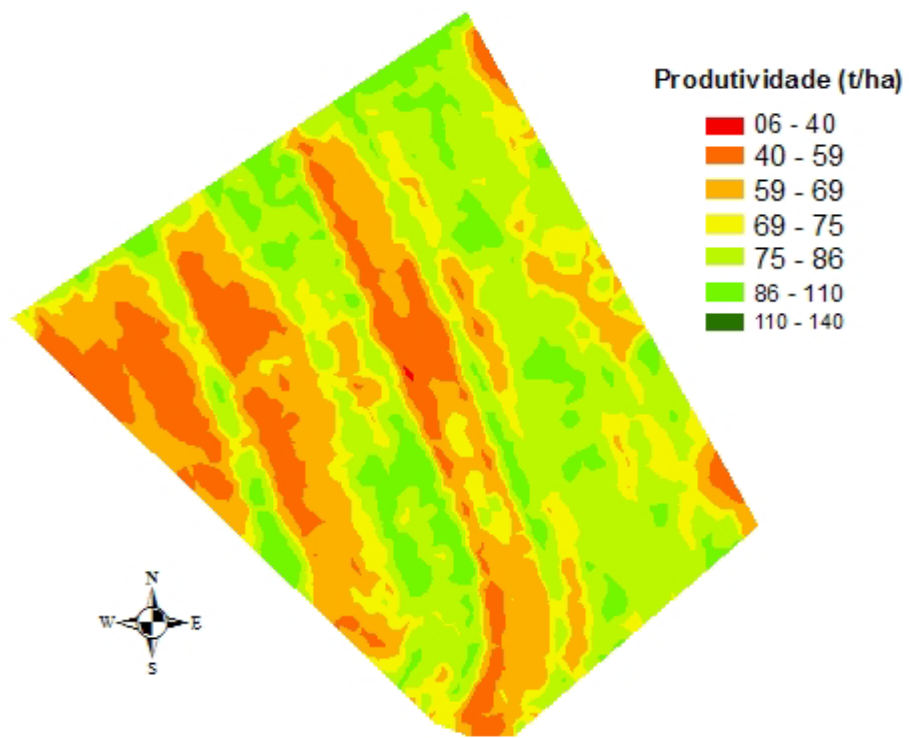 Produtividade (t/ha)
06 - 40
40 - 59
59 - 69
69 - 75
75 - 86
86 - 110
110 - 140
N
W E
S